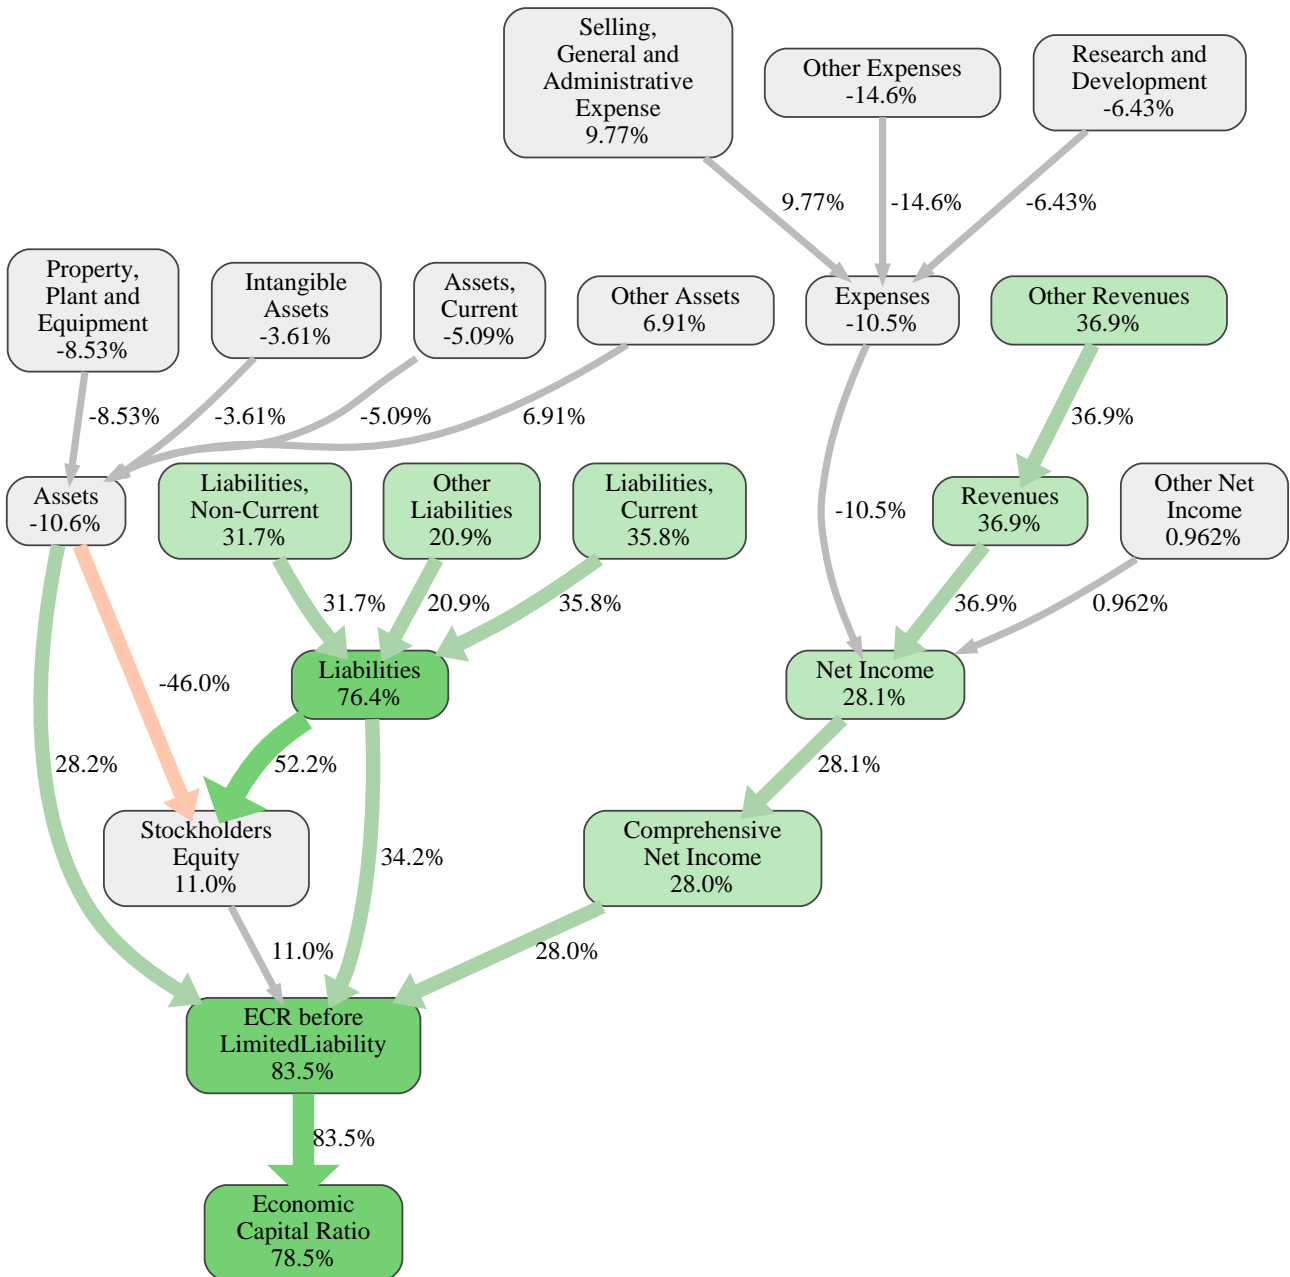 Selling,
General and
Administrative
Expense
9.77%
Other Expenses
-14.6%
Research and
Development
-6.43%
9.77%
-14.6%
-6.43%
Property,
Plant and
Equipment
-8.53%
Intangible
Assets
-3.61%
Assets,
Current
-5.09%
Other Assets
6.91%
Expenses
-10.5%
Other Revenues
36.9%
-8.53%
-3.61%
-5.09%
6.91%
36.9%
Assets
-10.6%
Liabilities,
Non-Current
31.7%
Other
Liabilities
20.9%
Liabilities,
Current
35.8%
-10.5%
Revenues
36.9%
Other Net
Income
0.962%
31.7%
20.9%
35.8%
36.9%
0.962%
-46.0%
Liabilities
76.4%
Net Income
28.1%
28.2%
52.2%
28.1%
Stockholders
Equity
11.0%
34.2%
Comprehensive
Net Income
28.0%
11.0%
28.0%
ECR before
LimitedLiability
83.5%
83.5%
Economic
Capital Ratio
78.5%